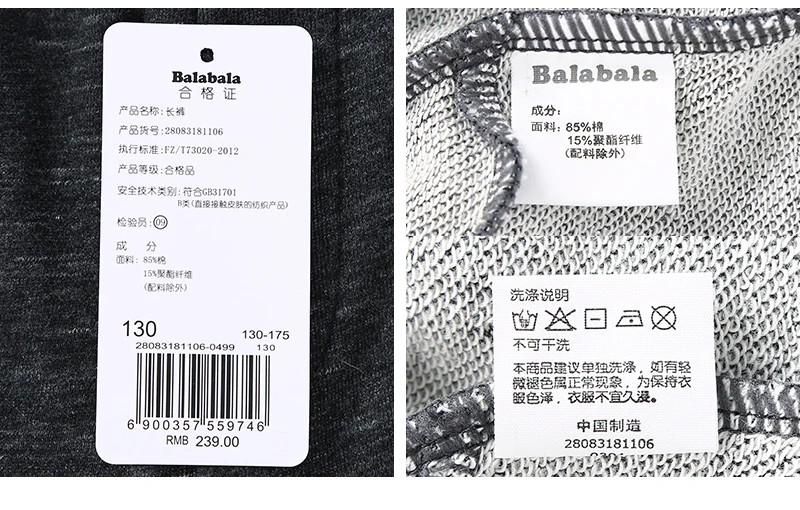 Balabala
合格证
产品名称:长裤
产品货号:28083181106
执行标准:FZ/T73020-2012
产品等级:合格品
安全技术类别:符合GB31701
B类(直接接触皮肤的纺织产品)
检验员:09
成 分
面料: 85%棉
15%聚酯纤维
(配料除外)
130 130-175
28083181106-0499 130
6 900357 559746
RMB 239.00
Balabala
成分:
面料: 85%棉
15%聚酯纤维
(配料除外)
洗涤说明
不可干洗
本商品建议单独洗涤, 如有轻
微褪色属正常现象, 为保持衣
服色泽, 衣服不宜久浸。
中国制造
28083181106